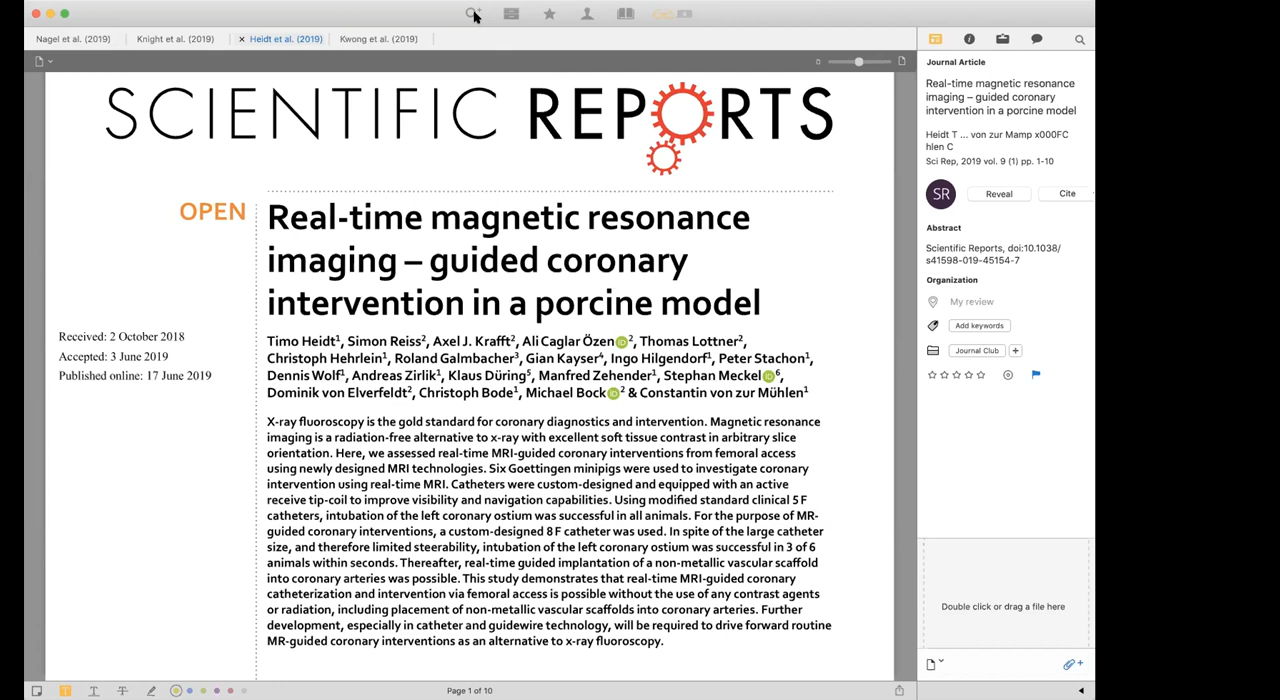 Nagel et al. (2019) Knight et al. (2019) × Heidt et al. (2019) Kwong et al. (2019)
SCIENTIFIC REPORTS
OPEN
Real-time magnetic resonance
imaging – guided coronary
intervention in a porcine model
Received: 2 October 2018
Accepted: 3 June 2019
Published online: 17 June 2019
Timo Heidt1, Simon Reiss2, Axel J. Krafft2, Ali Caglar Özen iD 2, Thomas Lottner2,
Christoph Hehrlein1, Roland Galmbacher3, Gian Kayser4, Ingo Hilgendorf1, Peter Stachon1,
Dennis Wolf1, Andreas Zirlik1, Klaus Düring5, Manfred Zehender1, Stephan Meckel iD 6,
Dominik von Elverfeldt2, Christoph Bode1, Michael Bock iD 2 & Constantin von zur Mühlen1
X-ray fluoroscopy is the gold standard for coronary diagnostics and intervention. Magnetic resonance
imaging is a radiation-free alternative to x-ray with excellent soft tissue contrast in arbitrary slice
orientation. Here, we assessed real-time MRI-guided coronary interventions from femoral access
using newly designed MRI technologies. Six Goettingen minipigs were used to investigate coronary
intervention using real-time MRI. Catheters were custom-designed and equipped with an active
receive tip-coil to improve visibility and navigation capabilities. Using modified standard clinical 5 F
catheters, intubation of the left coronary ostium was successful in all animals. For the purpose of MR-
guided coronary interventions, a custom-designed 8 F catheter was used. In spite of the large catheter
size, and therefore limited steerability, intubation of the left coronary ostium was successful in 3 of 6
animals within seconds. Thereafter, real-time guided implantation of a non-metallic vascular scaffold
into coronary arteries was possible. This study demonstrates that real-time MRI-guided coronary
catheterization and intervention via femoral access is possible without the use of any contrast agents
or radiation, including placement of non-metallic vascular scaffolds into coronary arteries. Further
development, especially in catheter and guidewire technology, will be required to drive forward routine
MR-guided coronary interventions as an alternative to x-ray fluoroscopy.
Page 1 of 10
Journal Article
Real-time magnetic resonance
imaging – guided coronary
intervention in a porcine model
Heidt T ... von zur Mamp x000FC
hlen C
Sci Rep, 2019 vol. 9 (1) pp. 1-10
SR Reveal Cite
Abstract
Scientific Reports, doi:10.1038/
s41598-019-45154-7
Organization
My review
Add keywords
Journal Club +
Double click or drag a file here